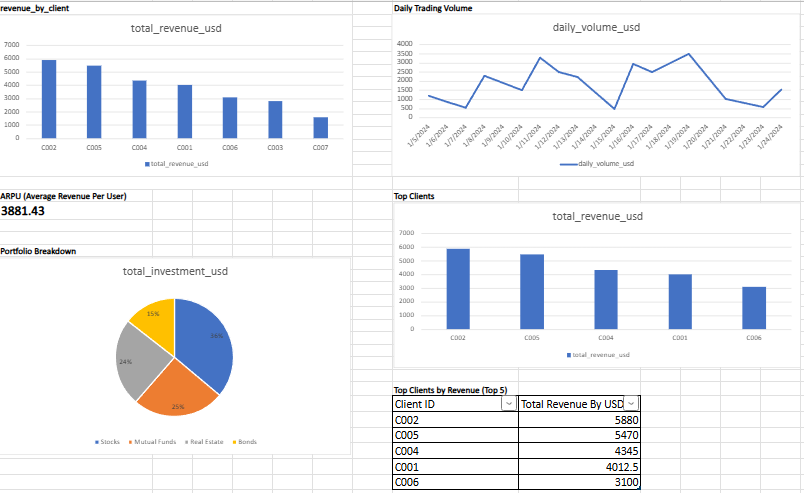 revenue_by_client
total_revenue_usd
7000
6000
5000
4000
3000
2000
1000
0
C002 C005 C004 C001 C006 C003 C007
total_revenue_usd
Daily Trading Volume
daily_volume_usd
4000
3500
3000
2500
2000
1500
1000
500
0
1/5/2024 1/6/2024 1/7/2024 1/8/2024 1/9/2024 1/10/2024 1/11/2024 1/12/2024 1/13/2024 1/14/2024 1/15/2024 1/16/2024 1/17/2024 1/18/2024 1/19/2024 1/20/2024 1/21/2024 1/22/2024 1/23/2024 1/24/2024
daily_volume_usd
ARPU (Average Revenue Per User)
3881.43
Portfolio Breakdown
total_investment_usd
15%
24%
25%
Stocks Mutual Funds Real Estate Bonds
Top Clients
total_revenue_usd
7000
6000
5000
4000
3000
2000
1000
0
C002 C005 C004 C001 C006
total_revenue_usd
Top Clients by Revenue (Top 5)
Client ID Total Revenue By USD
C002 5880
C005 5470
C004 4345
C001 4012.5
C006 3100